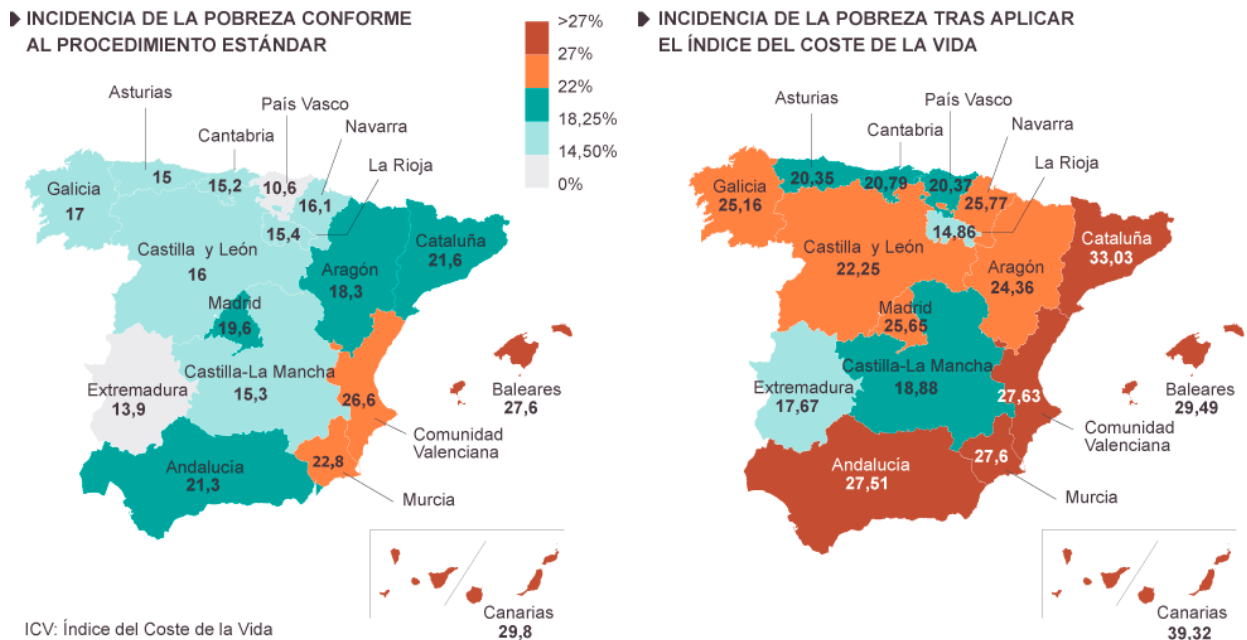 INCIDENCIA DE LA POBREZA CONFORME
AL PROCEDIMIENTO ESTÁNDAR
>27%
27%
22%
18,25%
14,50%
0%
Asturias
País Vasco
Cantabria
Navarra
La Rioja
15
15,2
10,6
16,1
Galicia
17
15,4
Castilla y León
16
Cataluña
21,6
Aragón
18,3
Madrid
19,6
Castilla-La Mancha
15,3
Extremadura
13,9
26,6
Baleares
27,6
Comunidad
Valenciana
22,8
Andalucía
21,3
Murcia
Canarias
29,8
ICV: Índice del Coste de la Vida
INCIDENCIA DE LA POBREZA TRAS APLICAR
EL ÍNDICE DEL COSTE DE LA VIDA
Asturias
País Vasco
Cantabria
Navarra
La Rioja
20,35
20,79
20,37
25,77
Galicia
25,16
14,86
Castilla y León
22,25
Cataluña
33,03
Aragón
24,36
Madrid
25,65
Castilla-La Mancha
18,88
Extremadura
17,67
27,63
Baleares
29,49
Comunidad
Valenciana
27,6
Andalucía
27,51
Murcia
Canarias
39,32